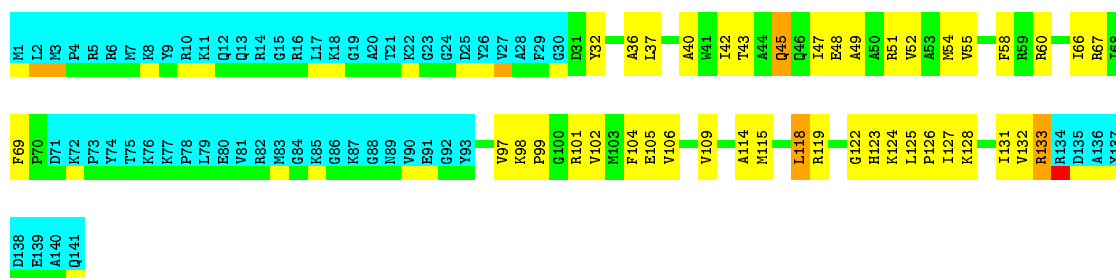 M1 L2 M3 P4 R5 R6 M7 K8 Y9 R10 K11 Q12 Q13 R14 G15 R16 L17 K18 G19 A20 T21 K22 G23 G24 D25 Y26 V27 A28 F29 G30 D31 Y32 A36 L37 A40 W41 I42 T43 A44 Q45 Q46 I47 E48 A49 A50 R51 V52 A53 M54 V55 F58 R59 R60 I66 R67 I68
F69 P70 D71 K72 P73 Y74 T75 K76 K77 P78 L79 E80 V81 R82 M83 G84 K85 G86 K87 G88 N89 V90 E91 G92 Y93 V97 K98 P99 G100 R101 V102 M103 F104 E105 V106 V109 A114 M115 L118 R119 G122 H123 K124 L125 P126 I127 K128 I131 V132 R133 R134 D135 A136 Y137
D138 E139 A140 Q141